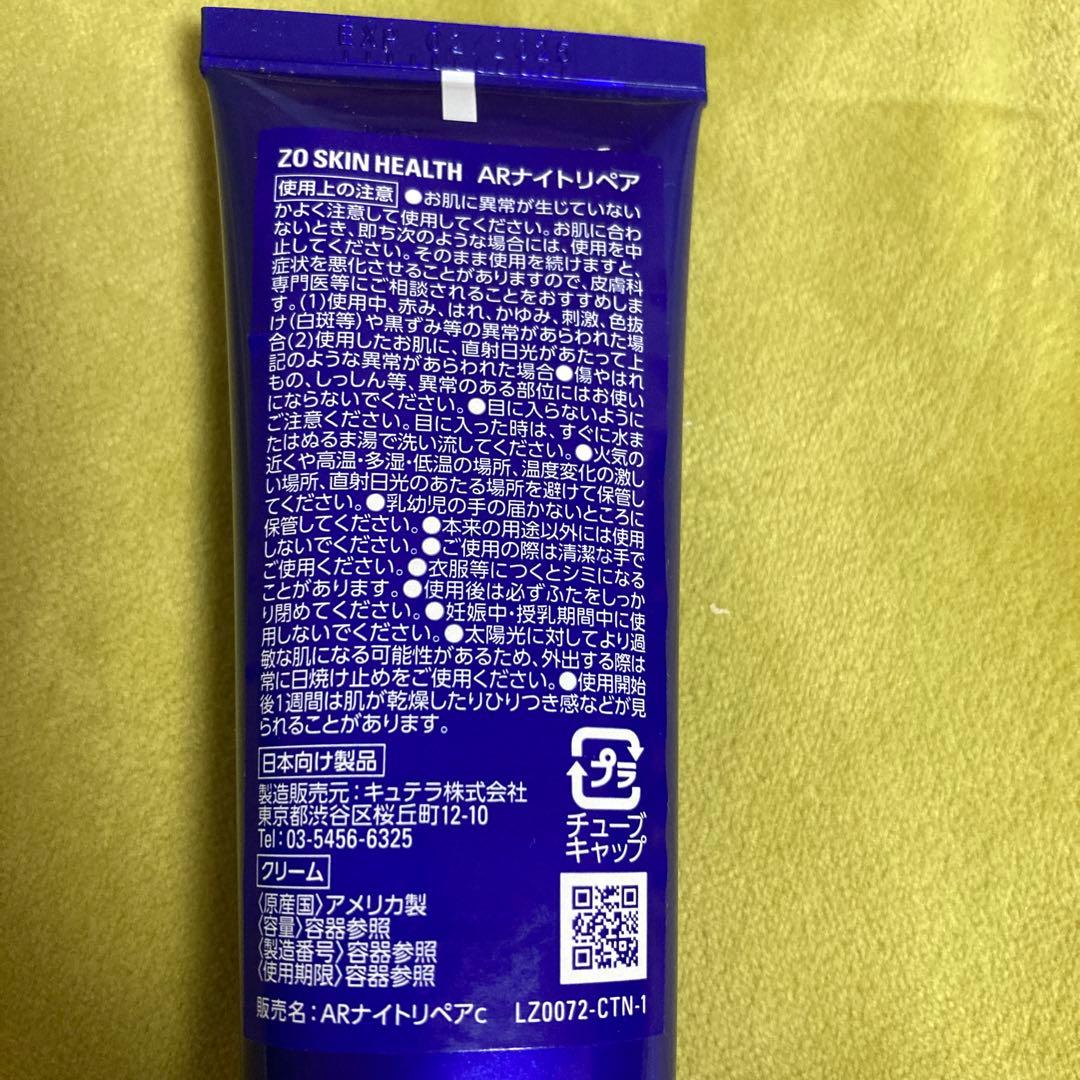 EXP 02/2026
ZO SKIN HEALTH ARナイトリペア
使用上の注意 ●お肌に異常が生じていない
かよく注意して使用してください。お肌に合わ
ないとき、即ち次のような場合には、使用を中
止してください。そのまま使用を続けますと、
症状を悪化させることがありますので、皮膚科
専門医等にご相談されることをおすすめしま
す。(1)使用中、赤み、はれ、かゆみ、刺激、色抜
け(白斑等)や黒ずみ等の異常があらわれた場
合(2)使用したお肌に、直射日光があたって上
記のような異常があらわれた場合●傷やはれ
もの、しっしん等、異常のある部位にはお使い
にならないでください。●目に入らないように
ご注意ください。目に入った時は、すぐに水ま
たはぬるま湯で洗い流してください。●火気の
近くや高温・多湿・低温の場所、温度変化の激し
い場所、直射日光のあたる場所を避けて保管し
てください。●乳幼児の手の届かないところに
保管してください。●本来の用途以外には使用
しないでください。●ご使用の際は清潔な手で
ご使用ください。●衣服等につくとシミになる
ことがあります。●使用後は必ずふたをしっか
り閉めてください。●妊娠中・授乳期間中に使
用しないでください。●太陽光に対してより過
敏な肌になる可能性があるため、外出する際は
常に日焼け止めをご使用ください。●使用開始
後1週間は肌が乾燥したりひりつき感などが見
られることがあります。
日本向け製品
製造販売元:キュテラ株式会社
東京都渋谷区桜丘町12-10
Tel:03-5456-6325
プラ
チューブ
キャップ
クリーム
〈原産国〉アメリカ製
〈容量〉容器参照
〈製造番号〉容器参照
〈使用期限〉容器参照
販売名:ARナイトリペアc LZ0072-CTN-1